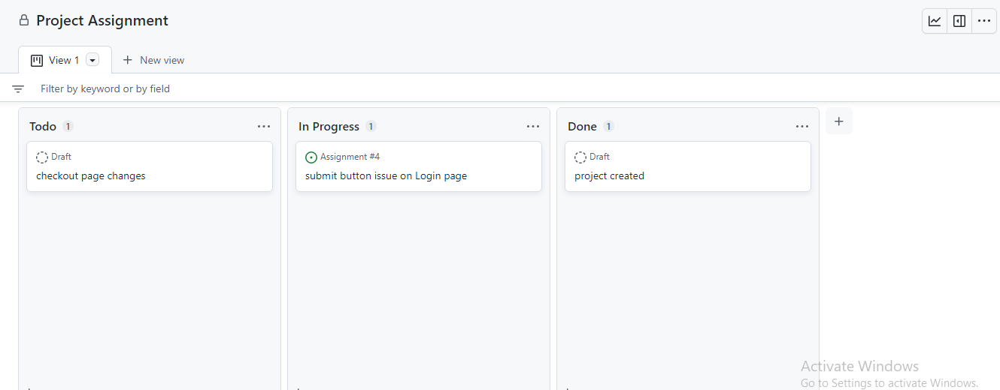 Project Assignment
View 1
New view
Filter by keyword or by field
Todo 1
Draft
checkout page changes
In Progress 1
Assignment #4
submit button issue on Login page
Done 1
Draft
project created
Activate Windows
Go to Settings to activate Windows.